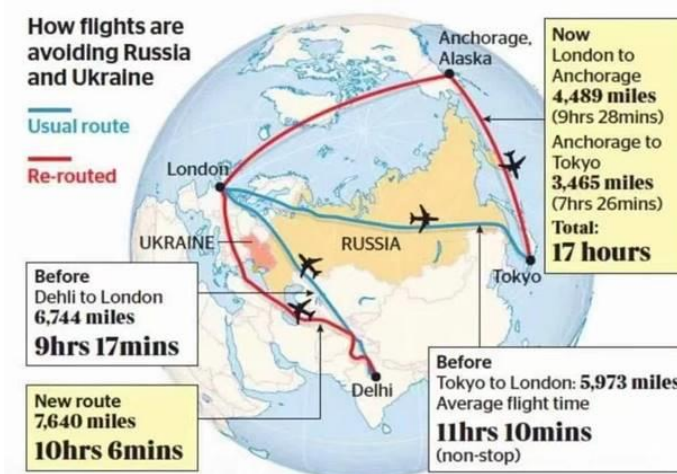 How flights are
avoiding Russia
and Ukraine
Usual route
Re-routed
Anchorage,
Alaska
London
UKRAINE
RUSSIA
Tokyo
Delhi
Now
London to
Anchorage
4,489 miles
(9hrs 28mins)
Anchorage to
Tokyo
3,465 miles
(7hrs 26mins)
Total:
17 hours
Before
Dehli to London
6,744 miles
9hrs 17mins
New route
7,640 miles
10hrs 6mins
Before
Tokyo to London: 5,973 miles
Average flight time
11hrs 10mins
(non-stop)